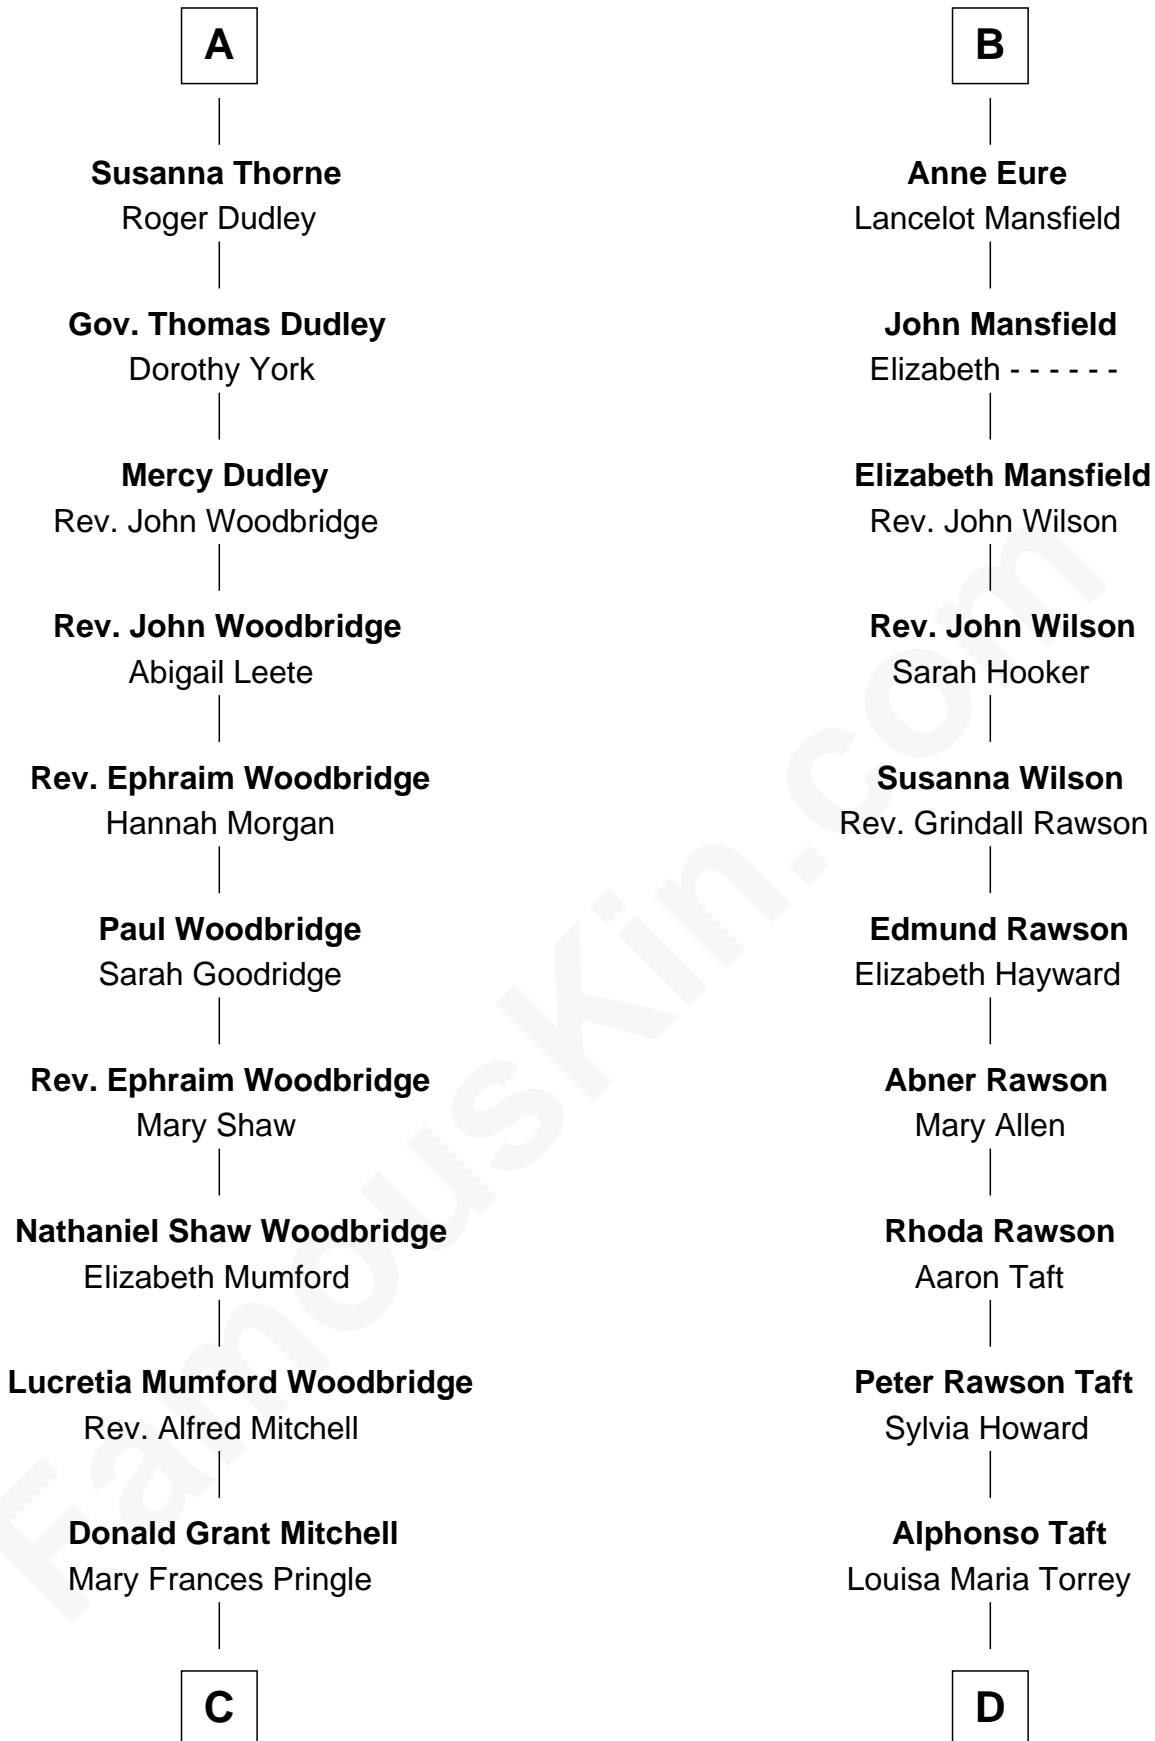 A
Susanna Thorne
Roger Dudley
Gov. Thomas Dudley
Dorothy York
Mercy Dudley
Rev. John Woodbridge
Rev. John Woodbridge
Abigail Leete
Rev. Ephraim Woodbridge
Hannah Morgan
Paul Woodbridge
Sarah Goodridge
Rev. Ephraim Woodbridge
Mary Shaw
Nathaniel Shaw Woodbridge
Elizabeth Mumford
Lucretia Mumford Woodbridge
Rev. Alfred Mitchell
Donald Grant Mitchell
Mary Frances Pringle
C
B
Anne Eure
Lancelot Mansfield
John Mansfield
Elizabeth - - - - - -
Elizabeth Mansfield
Rev. John Wilson
Rev. John Wilson
Sarah Hooker
Susanna Wilson
Rev. Grindall Rawson
Edmund Rawson
Elizabeth Hayward
Abner Rawson
Mary Allen
Rhoda Rawson
Aaron Taft
Peter Rawson Taft
Sylvia Howard
Alphonso Taft
Louisa Maria Torrey
D
FamousKin.com